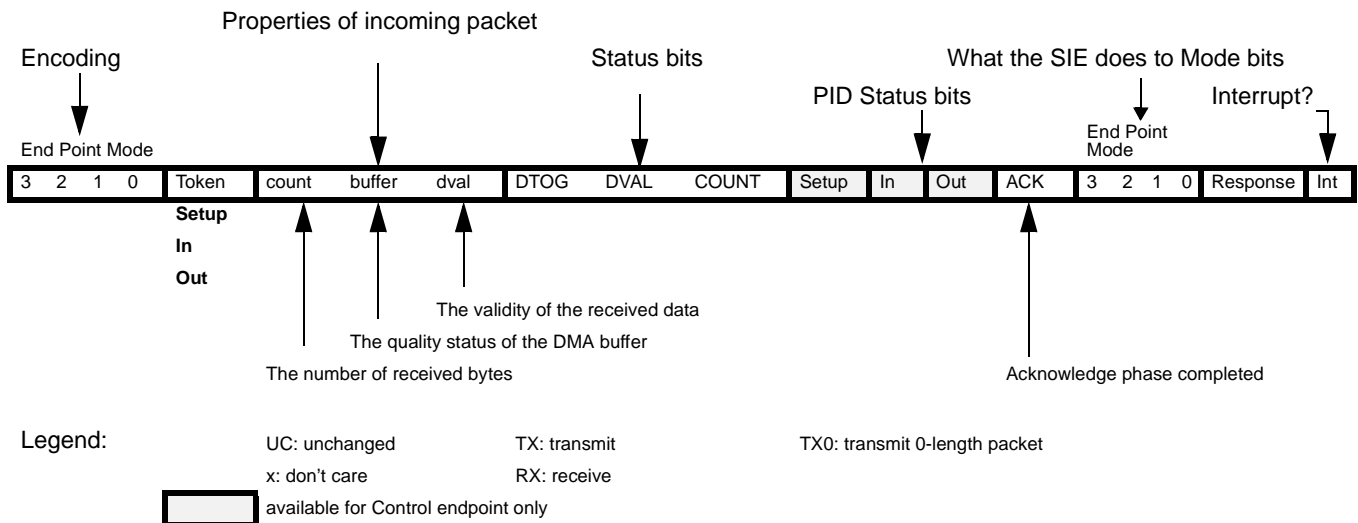 Properties of incoming packet
Encoding
Status bits
What the SIE does to Mode bits
PID Status bits
Interrupt?
End Point Mode
End Point
Mode
3 2 1 0 Token count buffer dval DTOG DVAL COUNT Setup In Out ACK 3 2 1 0 Response Int
Setup
In
Out
The validity of the received data
The quality status of the DMA buffer
The number of received bytes
Acknowledge phase completed
Legend:
UC: unchanged TX: transmit TX0: transmit 0-length packet
x: don't care RX: receive
available for Control endpoint only